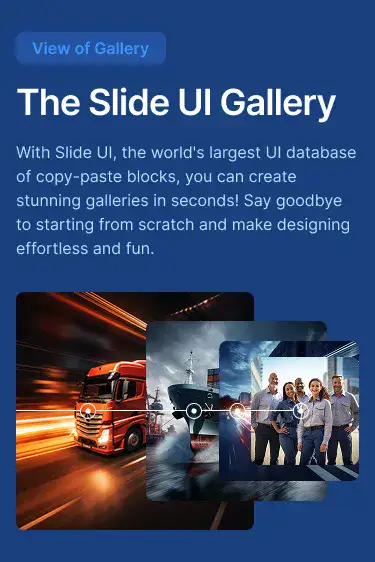 View of Gallery
The Slide UI Gallery
With Slide UI, the world's largest UI database
of copy-paste blocks, you can create
stunning galleries in seconds! Say goodbye
to starting from scratch and make designing
effortless and fun.